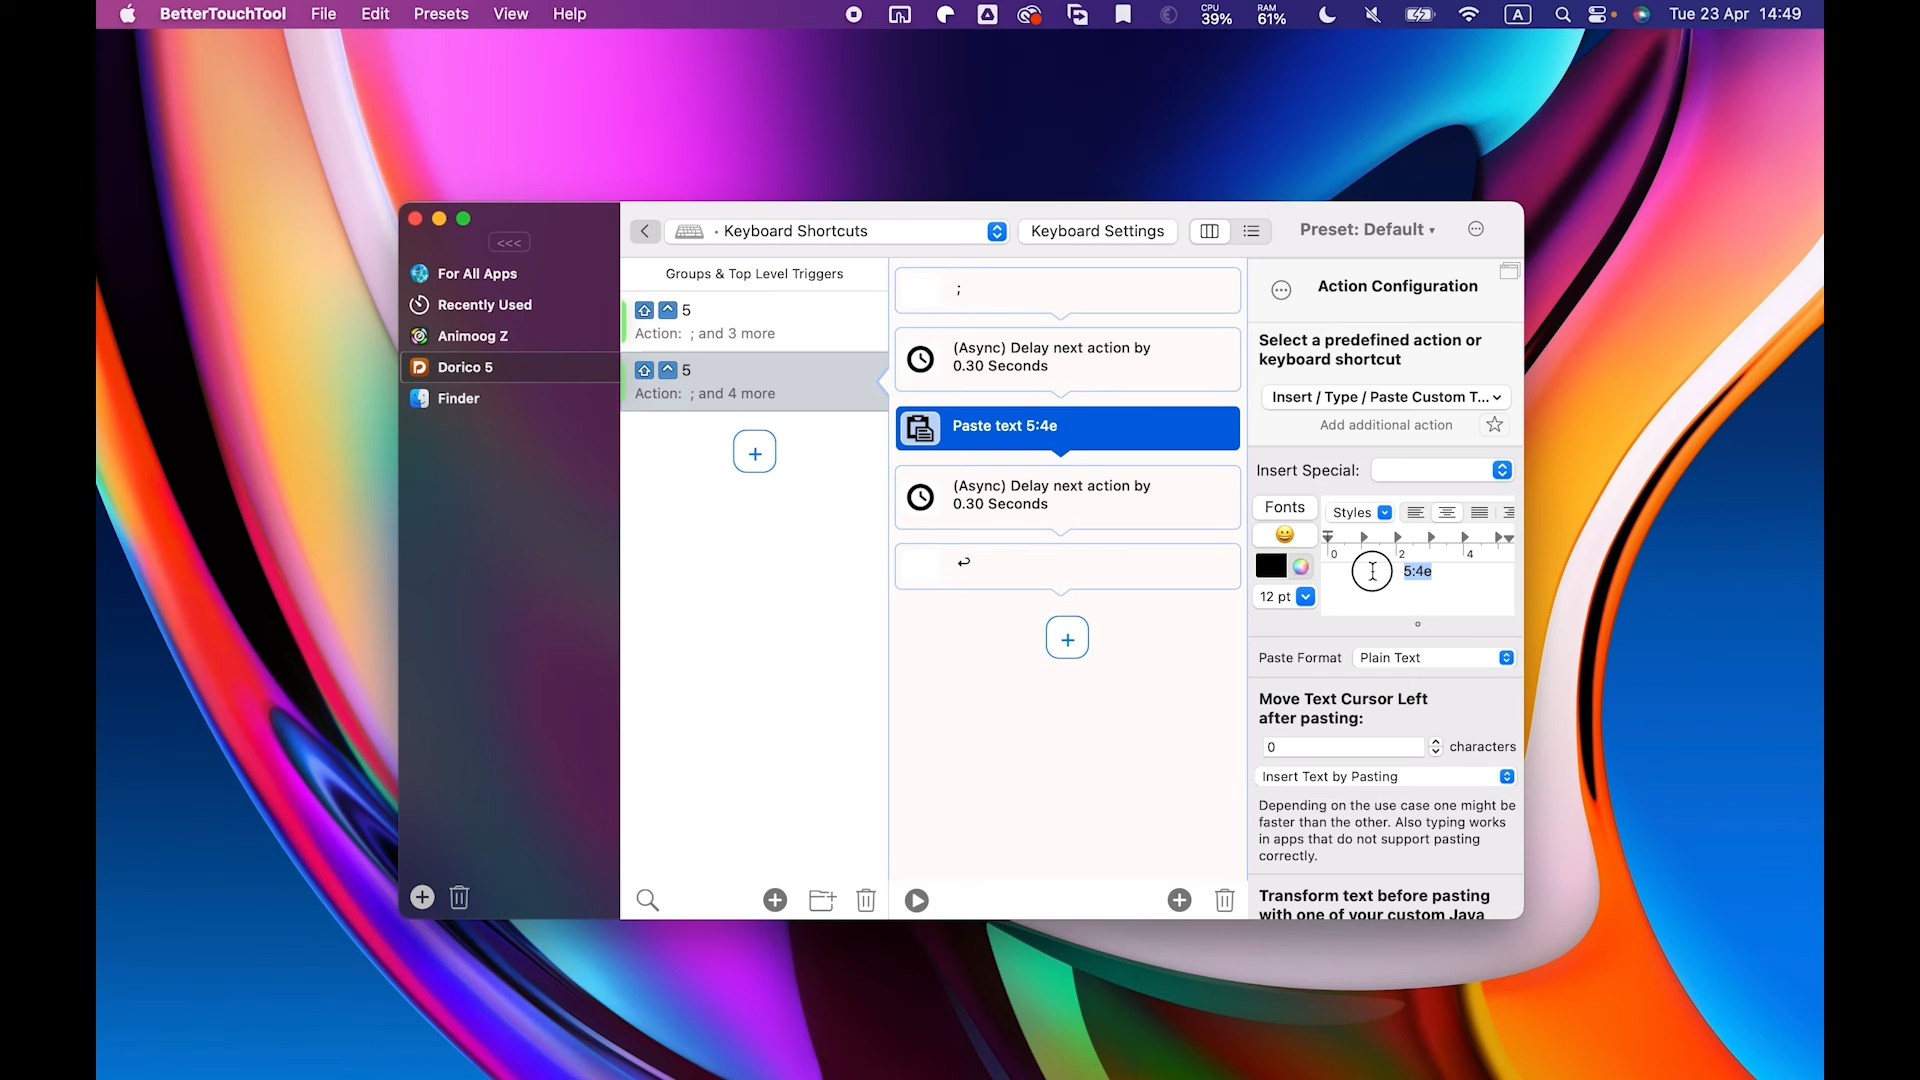 BetterTouchTool File Edit Presets View Help
CPU 39% RAM 61% A Tue 23 Apr 14:49
<<<
For All Apps
Recently Used
Animoog Z
Dorico 5
Finder
Keyboard Shortcuts
Keyboard Settings
Preset: Default
Groups & Top Level Triggers
5
Action: ; and 3 more
5
Action: ; and 4 more
;
(Async) Delay next action by
0.30 Seconds
Paste text 5:4e
(Async) Delay next action by
0.30 Seconds
Action Configuration
Select a predefined action or
keyboard shortcut
Insert / Type / Paste Custom T...
Add additional action
Insert Special:
Fonts
Styles
0 2 4
5:4e
12 pt
Paste Format Plain Text
Move Text Cursor Left
after pasting:
0 characters
Insert Text by Pasting
Depending on the use case one might be
faster than the other. Also typing works
in apps that do not support pasting
correctly.
Transform text before pasting
with one of your custom Java